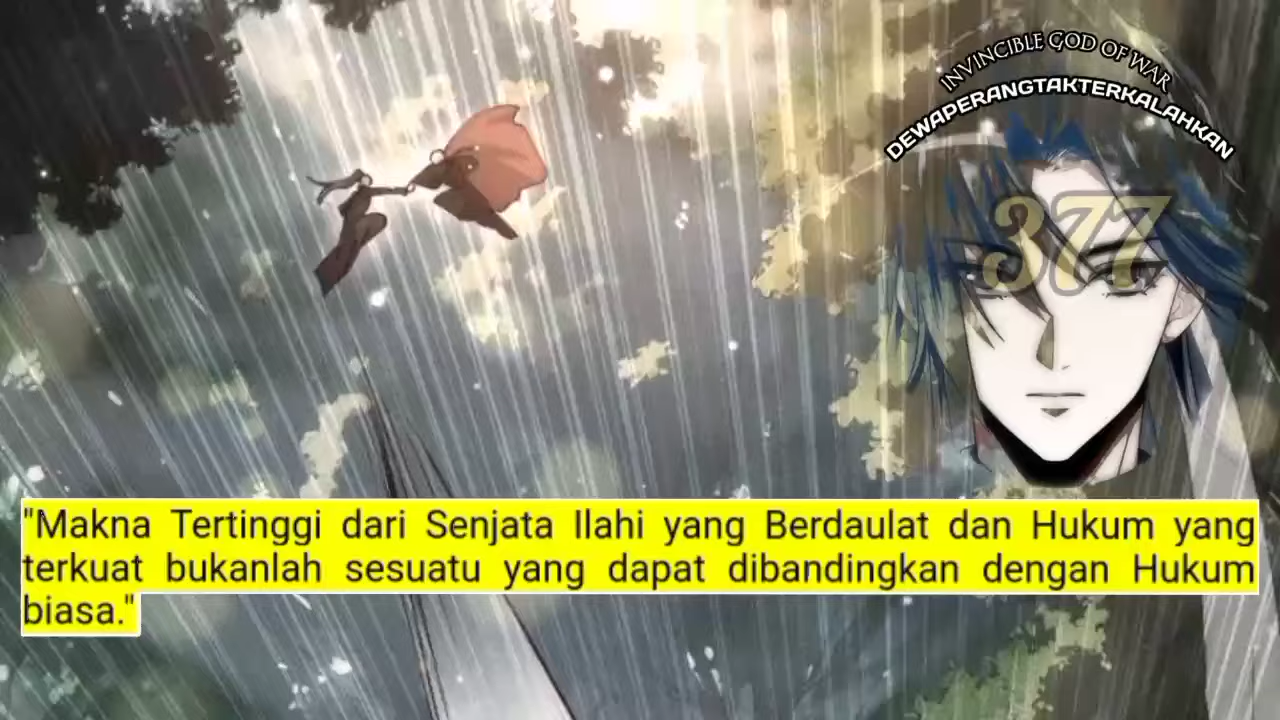 INVINCIBLE GOD OF WAR
DEWAPERANGTAKTERKALAHKAN
377
"Makna Tertinggi dari Senjata Ilahi yang Berdaulat dan Hukum yang
terkuat bukanlah sesuatu yang dapat dibandingkan dengan Hukum
biasa."